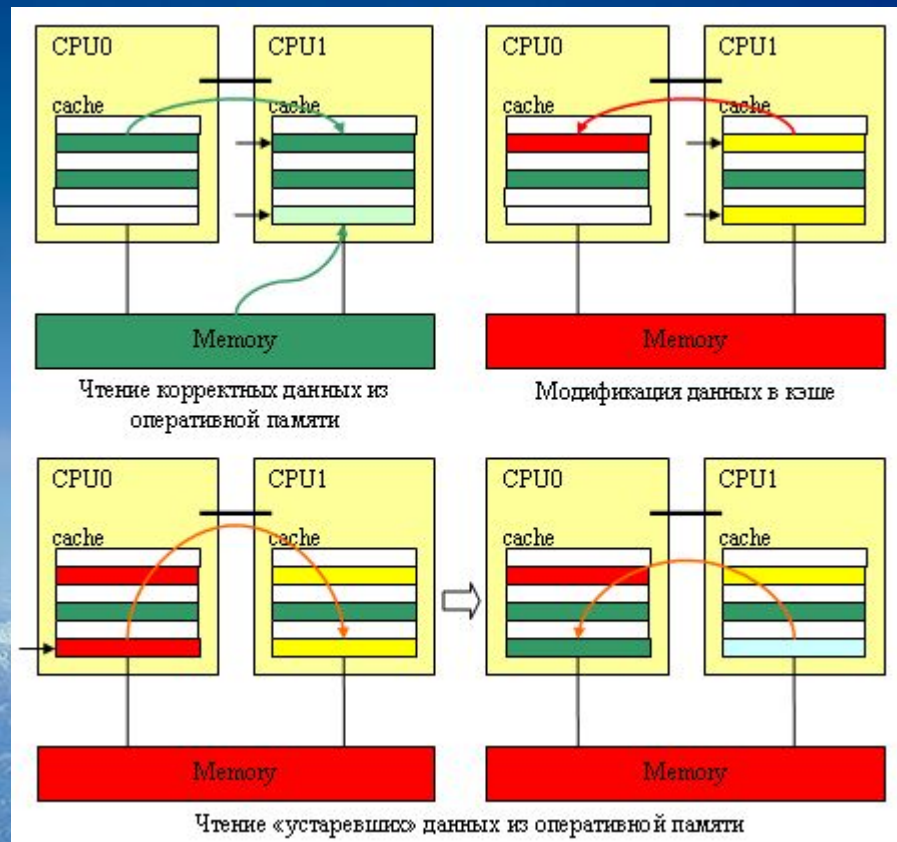 CPU0
CPU1
cache
cache
Memory
Чтение корректных данных из
оперативной памяти
CPU0
CPU1
cache
cache
Memory
Модификация данных в кэше
CPU0
CPU1
cache
cache
Memory
CPU0
CPU1
cache
cache
Memory
Чтение «устаревших» данных из оперативной памяти